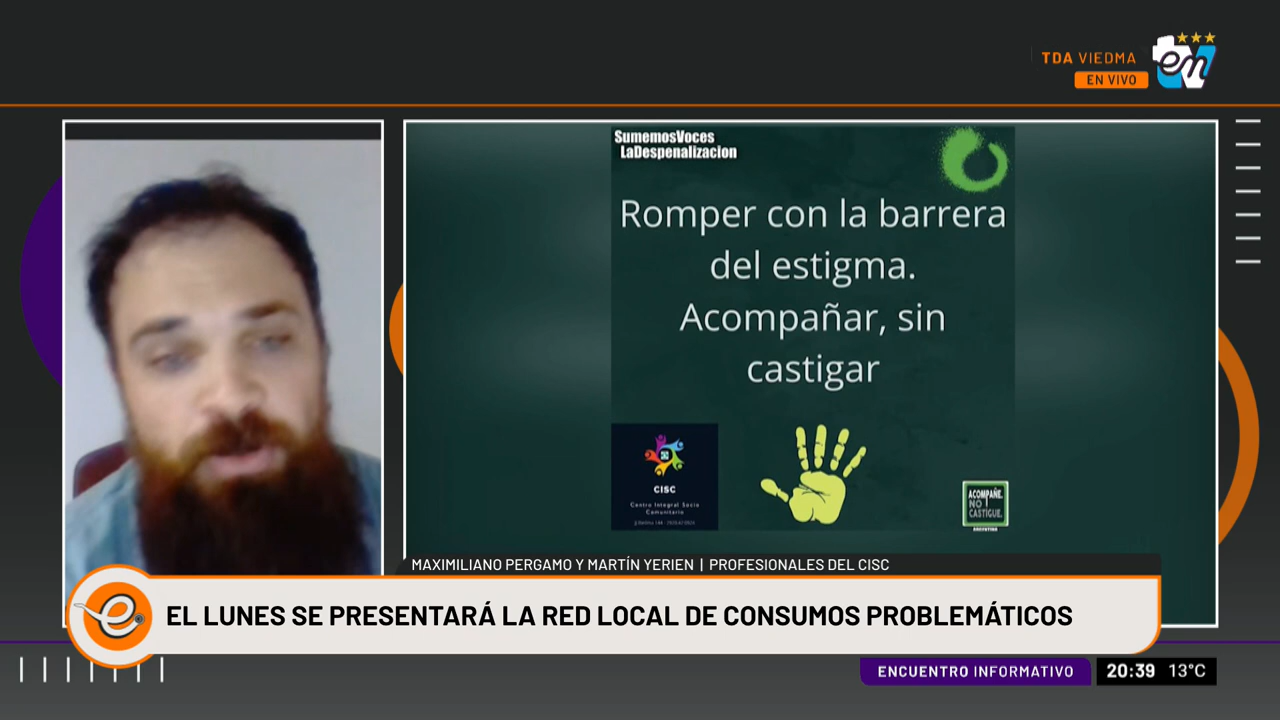 TDA VIEDMA
EN VIVO
em
SumemosVoces
LaDespenalizacion
Romper con la barrera
del estigma.
Acompañar, sin
castigar
CISC
Centro Integral Socio
Comunitario
ACOMPAÑE.
NO
CASTIGUE.
ARGENTINA
MAXIMILIANO PERGAMO Y MARTÍN YERIEN | PROFESIONALES DEL CISC
e
EL LUNES SE PRESENTARÁ LA RED LOCAL DE CONSUMOS PROBLEMÁTICOS
ENCUENTRO INFORMATIVO
20:39 13°C